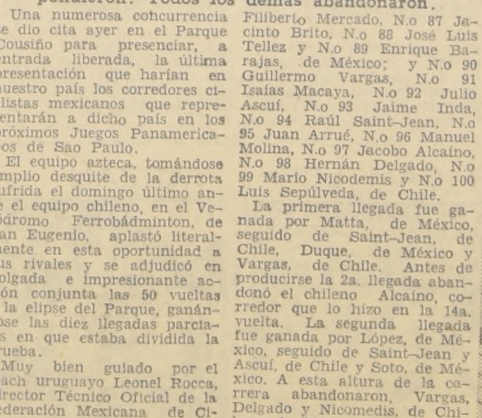 pendieron. Todos los demás abandonaron.
Una numerosa concurrencia
se dio cita ayer en el Parque
Cousiño para presenciar, a
entrada liberada, la última
presentación que harían en
nuestro país los corredores ci-
clistas mexicanos que repre-
sentarán a dicho país en los
próximos Juegos Panamerica-
nos de Sao Paulo.
El equipo azteca, tomándose
amplio desquite de la derrota
sufrida el domingo último an-
te el equipo chileno, en el Ve-
lódromo Ferrobádminton, de
San Eugenio, aplastó literal-
mente en esta oportunidad a
sus rivales y se adjudicó en
holgada e impresionante ac-
ción conjunta las 50 vueltas
a la elipse del Parque, ganán-
dose las diez llegadas parcia-
les en que estaba dividida la
prueba.
Muy bien guiado por el
coach uruguayo Leonel Rocca,
Director Técnico Oficial de la
Federación Mexicana de Ci-
Filiberto Mercado, N.o 87 Ja-
cinto Brito, N.o 88 José Luis
Tellez y N.o 89 Enrique Ba-
rajas, de México; y N.o 90
Guillermo Vargas, N.o 91
Isaías Macaya, N.o 92 Julio
Ascuí, N.o 93 Jaime Inda,
N.o 94 Raúl Saint-Jean, N.o
95 Juan Arrué, N.o 96 Manuel
Molina, N.o 97 Jacobo Alcaíno,
N.o 98 Hernán Delgado, N.o
99 Mario Nicodemis y N.o 100
Luis Sepúlveda, de Chile.
La primera llegada fue ga-
nada por Matta, de México,
seguido de Saint-Jean, de
Chile, Duque, de México y
Vargas, de Chile. Antes de
producirse la 2a. llegada aban-
donó el chileno Alcaíno, co-
rredor que lo hizo en la 14a.
vuelta. La segunda llegada
fue ganada por López, de Mé-
xico, seguido de Saint-Jean y
Ascuí, de Chile y Soto, de Mé-
xico. A esta altura de la ca-
rrera abandonaron, Vargas,
Delgado y Nicomedis, de Chi-